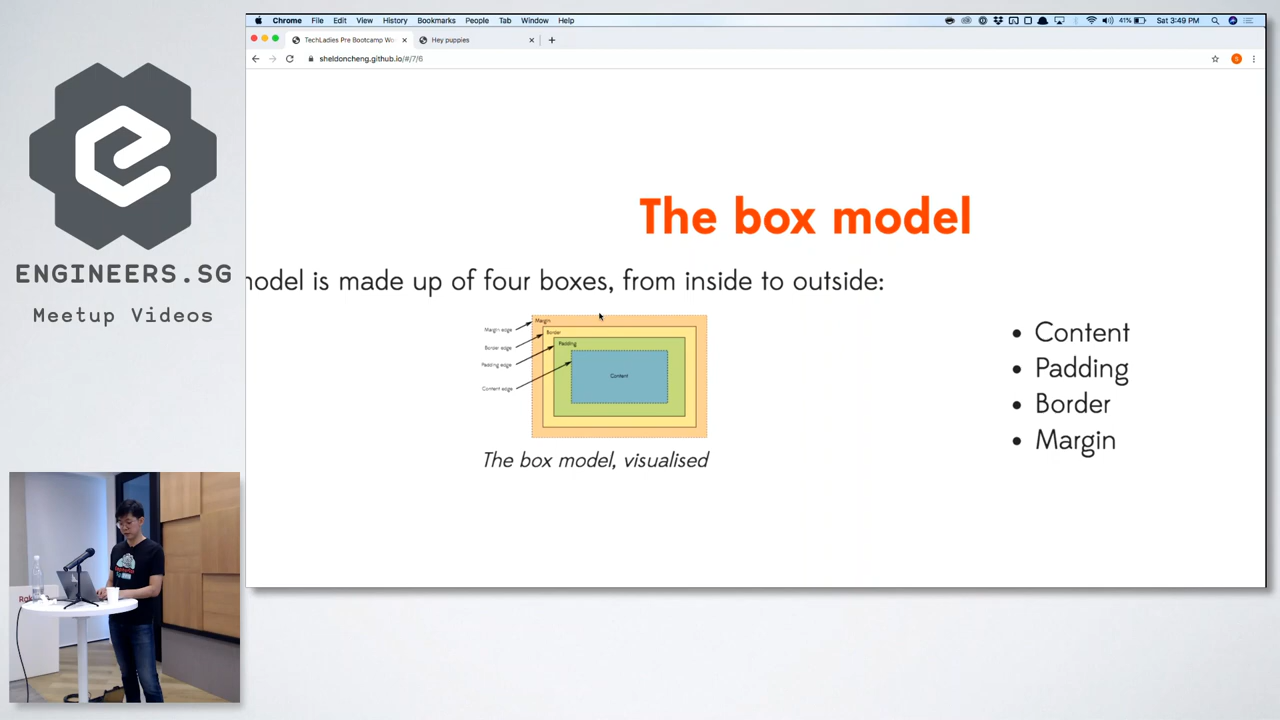 Chrome File Edit View History Bookmarks People Tab Window Help
41% Sat 3:49 PM
TechLadies Pre Bootcamp Wo
Hey puppies
sheldoncheng.github.io/#/7/6
S
ENGINEERS.SG
Meetup Videos
The box model
model is made up of four boxes, from inside to outside:
Margin edge
Border edge
Padding edge
Content edge
Margin
Border
Padding
Content
The box model, visualised
• Content
• Padding
• Border
• Margin